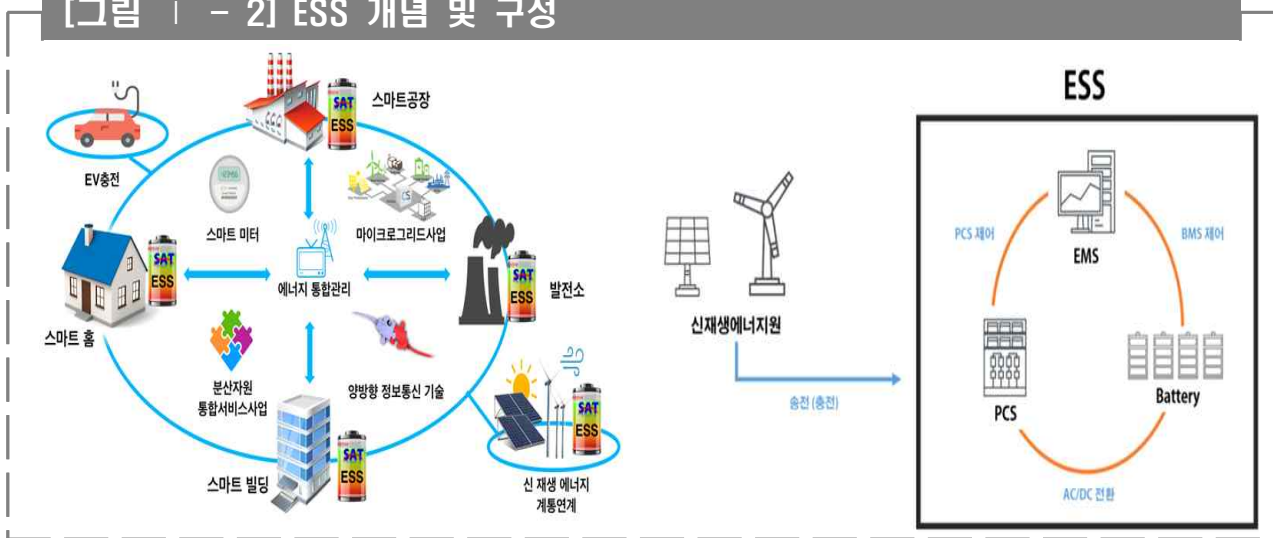 [그림 Ⅰ - 2] ESS 개념 및 구성
SAT
ESS
스마트공장
EV충전
스마트 미터
마이크로그리드사업
SAT
ESS
스마트 홈
에너지 통합관리
SAT
ESS
발전소
분산자원
통합서비스사업
양방향 정보통신 기술
SAT
ESS
스마트 빌딩
SAT
ESS
신 재생 에너지
계통연계
신재생에너지원
송전 (충전)
ESS
PCS 제어
BMS 제어
EMS
PCS
Battery
AC/DC 전환